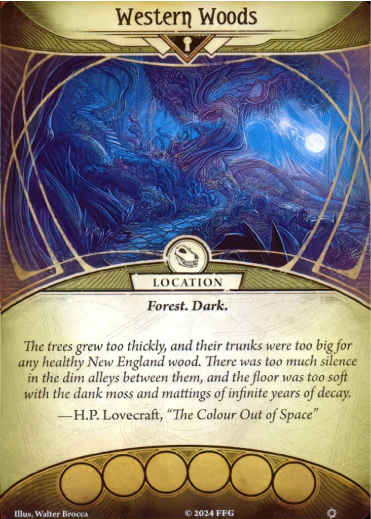 Western Woods
LOCATION
Forest. Dark.
The trees grew too thickly, and their trunks were too big for
any healthy New England wood. There was too much silence
in the dim alleys between them, and the floor was too soft
with the dank moss and mattings of infinite years of decay.
—H.P. Lovecraft, “The Colour Out of Space”
Illus. Walter Brocca
© 2024 FFG